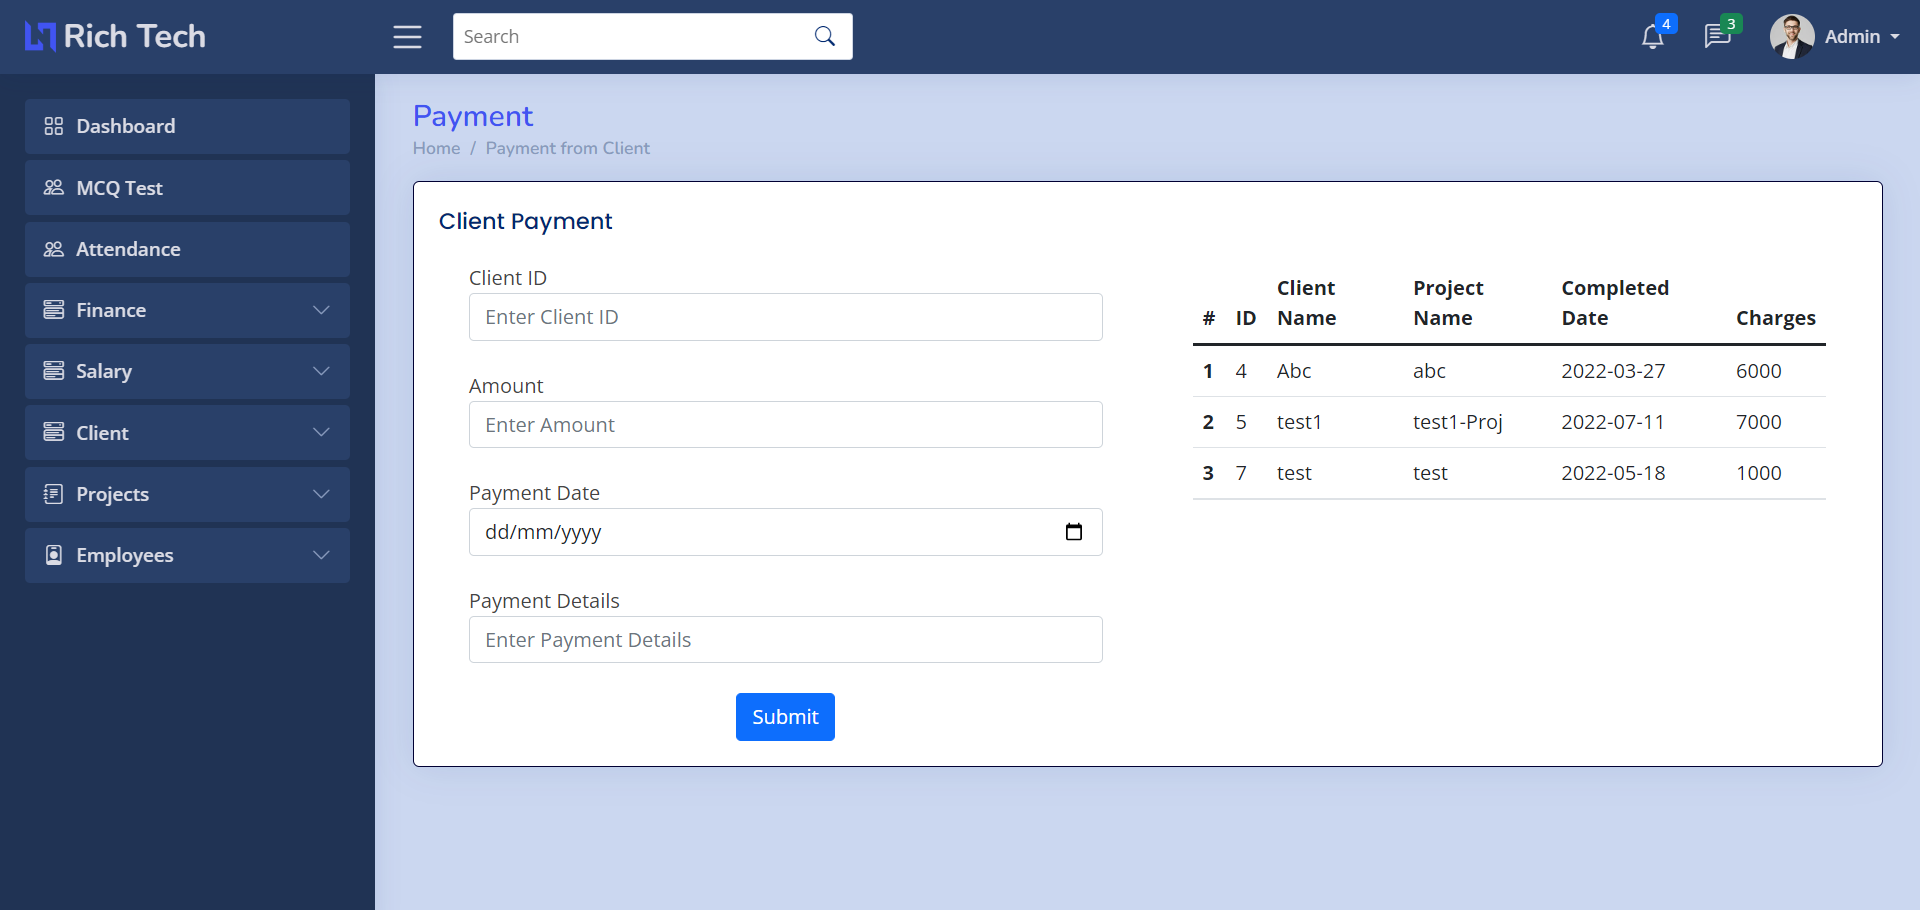 Rich Tech
Search
4
3
Admin
Dashboard
MCQ Test
Attendance
Finance
Salary
Client
Projects
Employees
Payment
Home / Payment from Client
Client Payment
Client ID
Enter Client ID
Amount
Enter Amount
Payment Date
dd/mm/yyyy
Payment Details
Enter Payment Details
Submit
# ID Client Name Project Name Completed Date Charges
1 4 Abc abc 2022-03-27 6000
2 5 test1 test1-Proj 2022-07-11 7000
3 7 test test 2022-05-18 1000